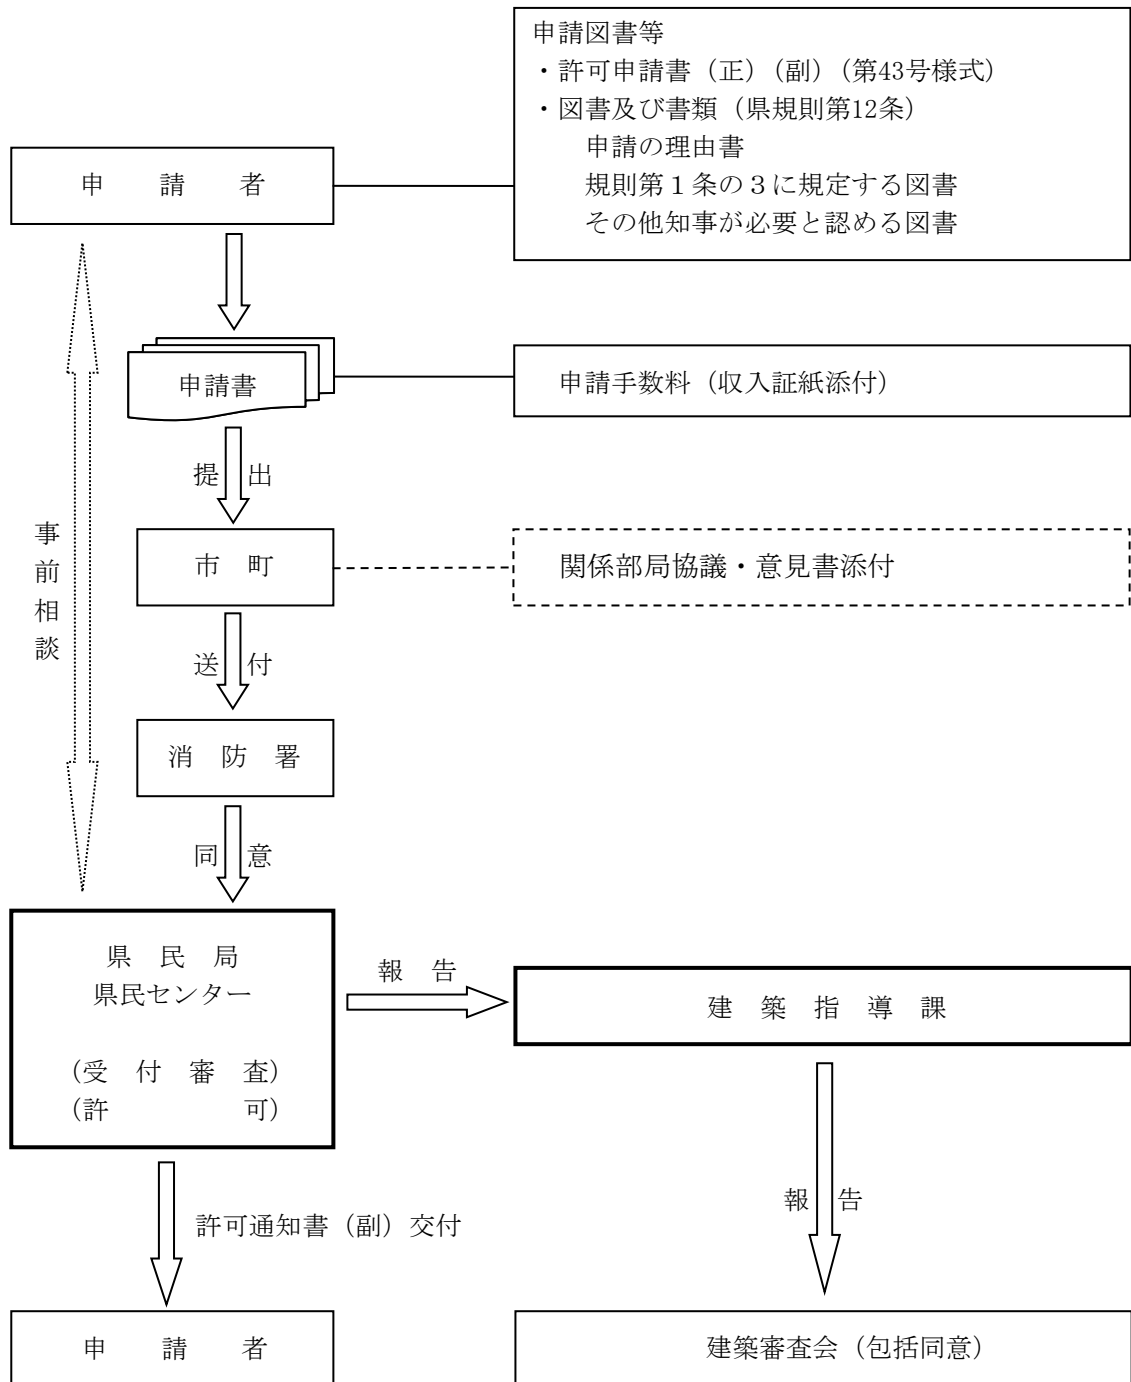 申請図書等
・許可申請書(正)(副)(第43号様式)
・図書及び書類(県規則第12条)
申請の理由書
規則第1条の3に規定する図書
その他知事が必要と認める図書
申 請 者
申請書
申請手数料(収入証紙添付)
提 出
市 町
関係部局協議・意見書添付
事前相談
送 付
消 防 署
同 意
県 民 局
県民センター
(受 付 審 査)
(許 可)
報 告
建 築 指 導 課
許可通知書(副)交付
報 告
申 請 者
建築審査会(包括同意)